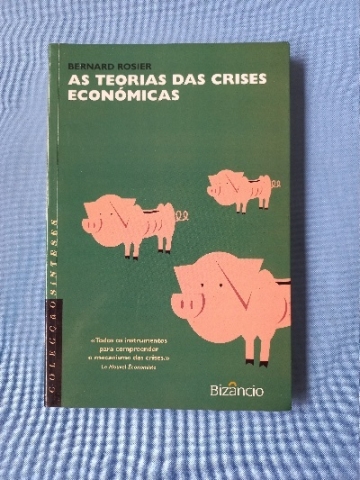 BERNARD ROSIER
AS TEORIAS DAS CRISES
ECONÓMICAS
COLECÇÃO SÍNTESES
«Todos os instrumentos
para compreender
o mecanismo das crises.»
Le Nouvel Économiste
Bizâncio